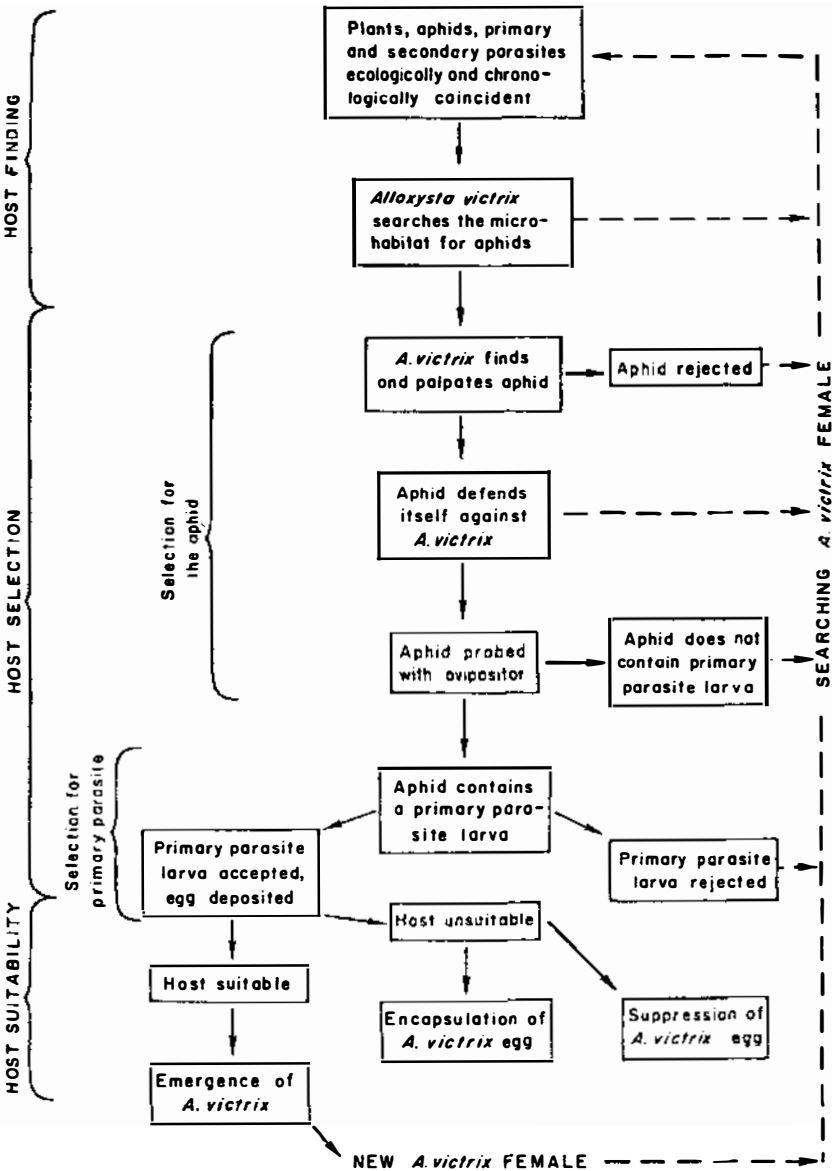 Plants, aphids, primary
and secondary parasites
ecologically and chrono-
logically coincident
HOST FINDING
Alloxysta victrix
searches the micro-
habitat for aphids
A. victrix finds
and palpates aphid
Aphid rejected
SEARCHING A. victrix FEMALE
HOST SELECTION
Selection for
the aphid
Aphid defends
itself against
A. victrix
Aphid probed
with ovipositor
Aphid does not
contain primary
parasite larva
Selection for
primary parasite
Aphid contains
a primary para-
site larva
Primary parasite
larva accepted,
egg deposited
Primary parasite
larva rejected
HOST SUITABILITY
Host unsuitable
Host suitable
Encapsulation of
A. victrix egg
Suppression of
A. victrix egg
Emergence of
A. victrix
NEW A. victrix FEMALE